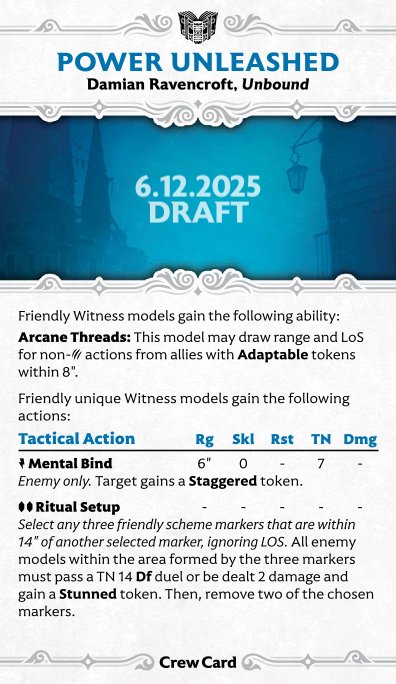 POWER UNLEASHED
Damian Ravencroft, Unbound
6.12.2025
DRAFT
Friendly Witness models gain the following ability:
Arcane Threads: This model may draw range and LoS
for non- actions from allies with Adaptable tokens
within 8".
Friendly unique Witness models gain the following
actions:
Tactical Action Rg Skl Rst TN Dmg
Mental Bind 6" 0 - 7 -
Enemy only. Target gains a Staggered token.
Ritual Setup - - - - -
Select any three friendly scheme markers that are within
14" of another selected marker, ignoring LOS. All enemy
models within the area formed by the three markers
must pass a TN 14 Df duel or be dealt 2 damage and
gain a Stunned token. Then, remove two of the chosen
markers.
Crew Card